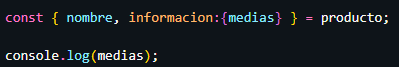 const { nombre, informacion:{medias} } = producto;
console.log(medias);